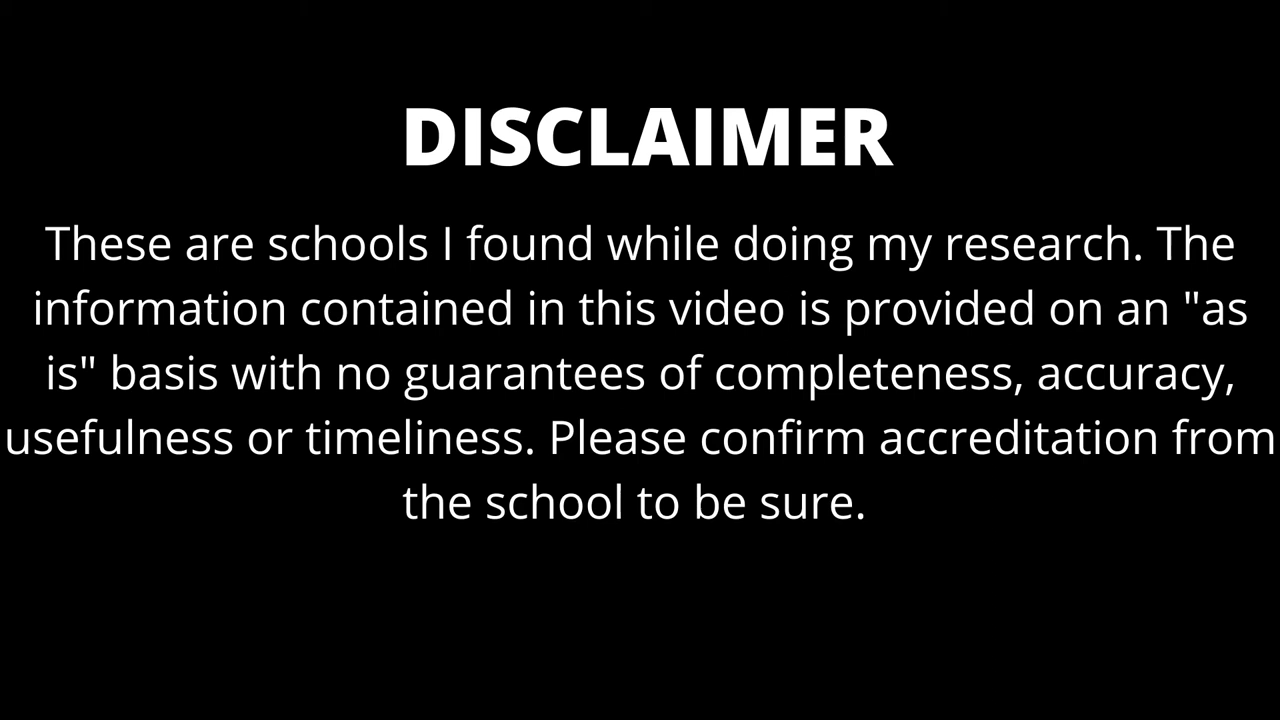 DISCLAIMER
These are schools I found while doing my research. The
information contained in this video is provided on an "as
is" basis with no guarantees of completeness, accuracy,
usefulness or timeliness. Please confirm accreditation from
the school to be sure.